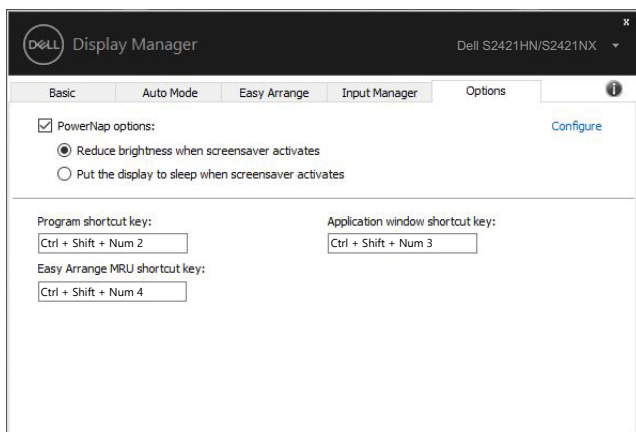 x
DELL Display Manager
Dell S2421HN/S2421NX
Basic Auto Mode Easy Arrange Input Manager Options
PowerNap options:
Configure
Reduce brightness when screensaver activates
Put the display to sleep when screensaver activates
Program shortcut key:
Application window shortcut key:
Ctrl + Shift + Num 2
Ctrl + Shift + Num 3
Easy Arrange MRU shortcut key:
Ctrl + Shift + Num 4